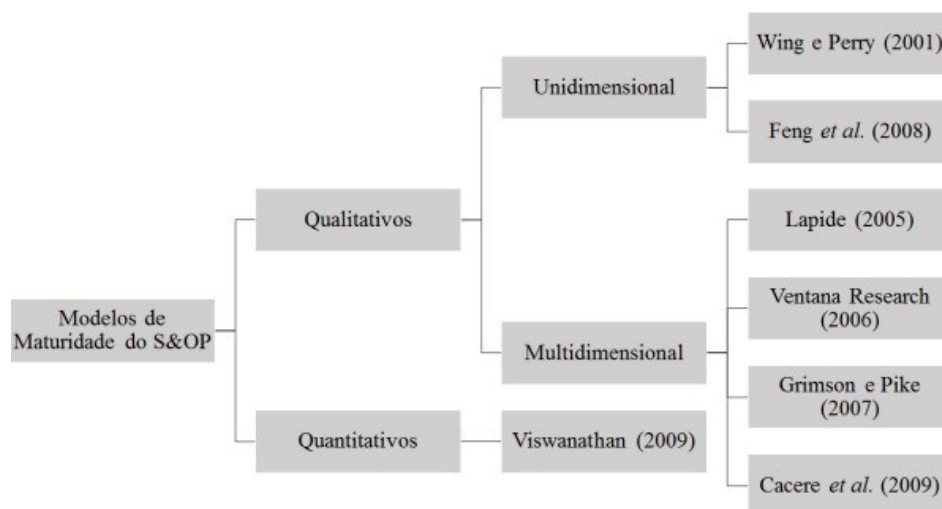 Wing e Perry (2001)
Unidimensional
Feng et al. (2008)
Qualitativos
Lapide (2005)
Modelos de
Maturidade do S&OP
Ventana Research
(2006)
Multidimensional
Grimson e Pike
(2007)
Quantitativos
Viswanathan (2009)
Cacere et al. (2009)